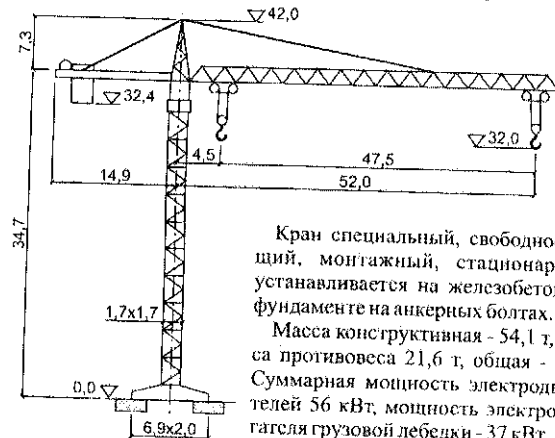 42,0
7,3
32,4
32,0
4,5
47,5
14,9
52,0
34,7
1,7x1,7
0,0
6,9x2,0
Кран специальный, свободно
щий, монтажный, стационар
устанавливается на железобето
фундаменте на анкерных болтах.
Масса конструктивная - 54,1 т,
са противовеса 21,6 т, общая -
Суммарная мощность электродв
телей 56 кВт, мощность электро
гателя грузовой лебедки - 37 кВт